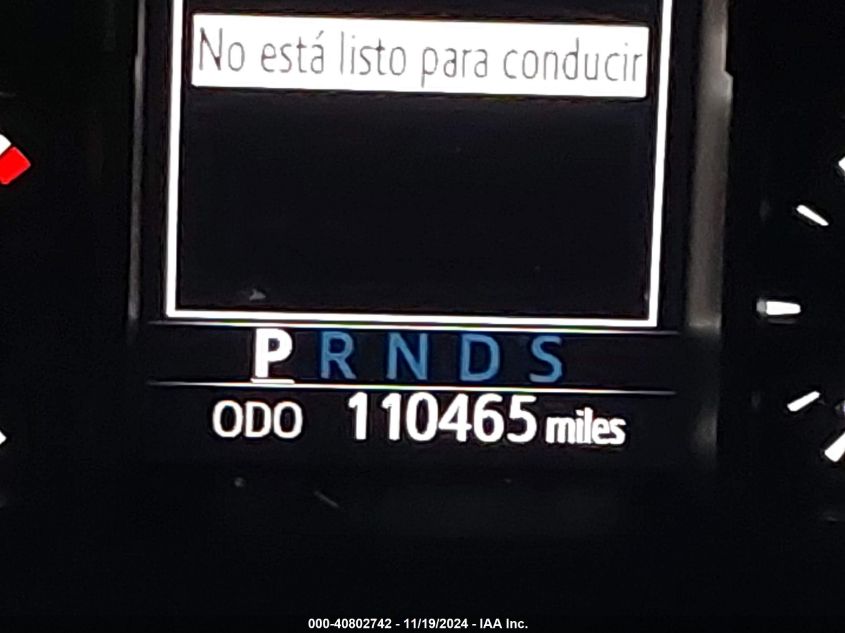 No está listo para conducir
P R N D S
ODO 110465 miles
000-40802742 - 11/19/2024 - IAA Inc.